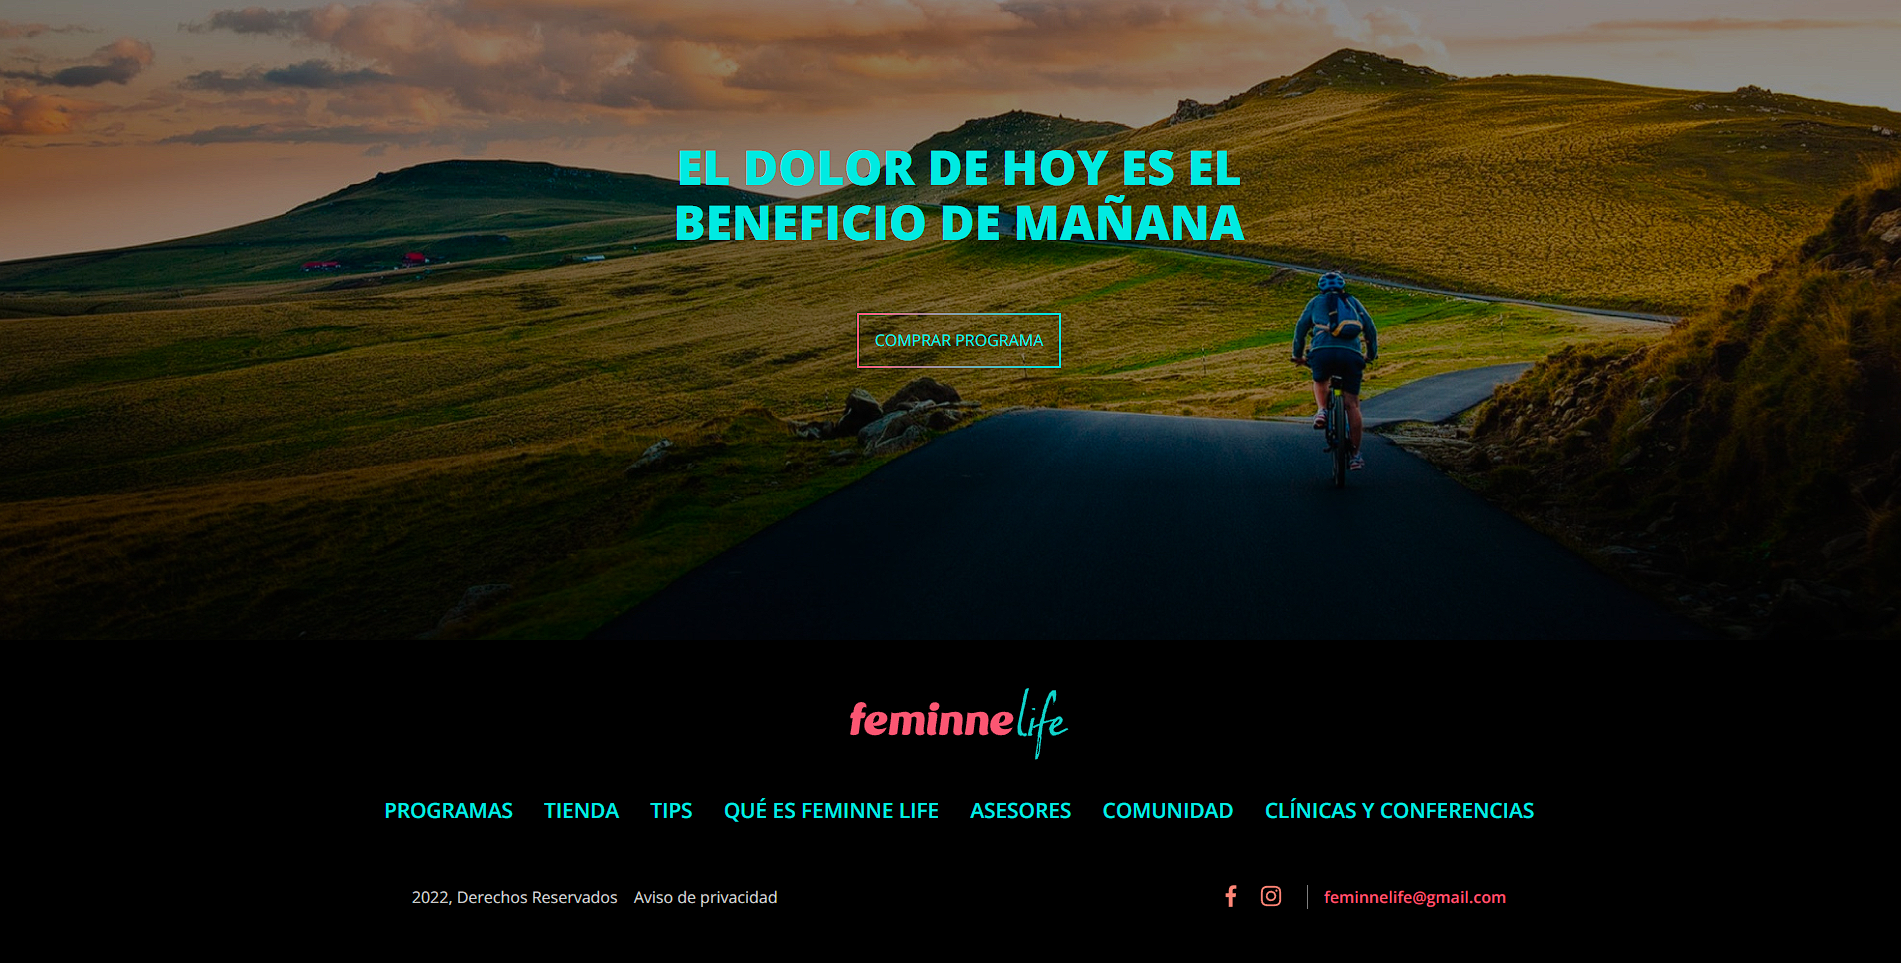 EL DOLOR DE HOY ES EL
BENEFICIO DE MAÑANA
COMPRAR PROGRAMA
feminnelife
PROGRAMAS TIENDA TIPS QUÉ ES FEMINNE LIFE ASESORES COMUNIDAD CLÍNICAS Y CONFERENCIAS
2022, Derechos Reservados Aviso de privacidad feminnelife@gmail.com